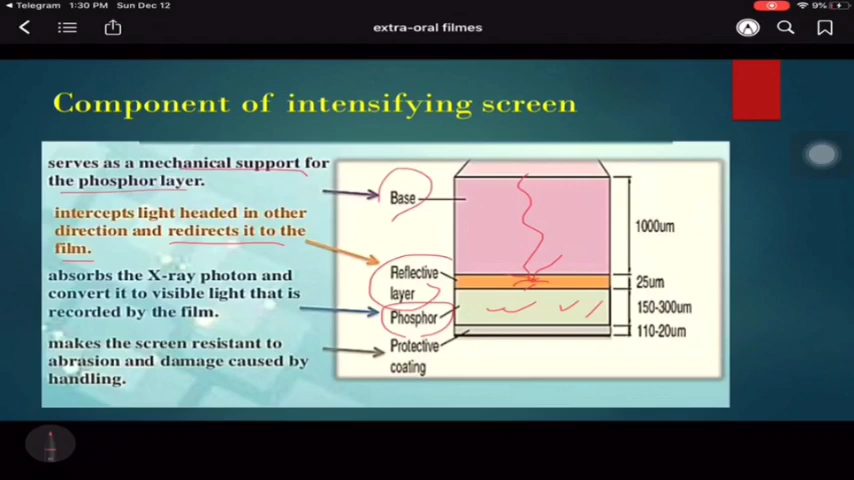 Telegram 1:30 PM Sun Dec 12
9%
extra-oral filmes
Component of intensifying screen
serves as a mechanical support for
the phosphor layer.
intercepts light headed in other
direction and redirects it to the
film.
absorbs the X-ray photon and
convert it to visible light that is
recorded by the film.
makes the screen resistant to
abrasion and damage caused by
handling.
Base
Reflective
layer
Phosphor
Protective
coating
1000um
25um
150-300um
110-20um